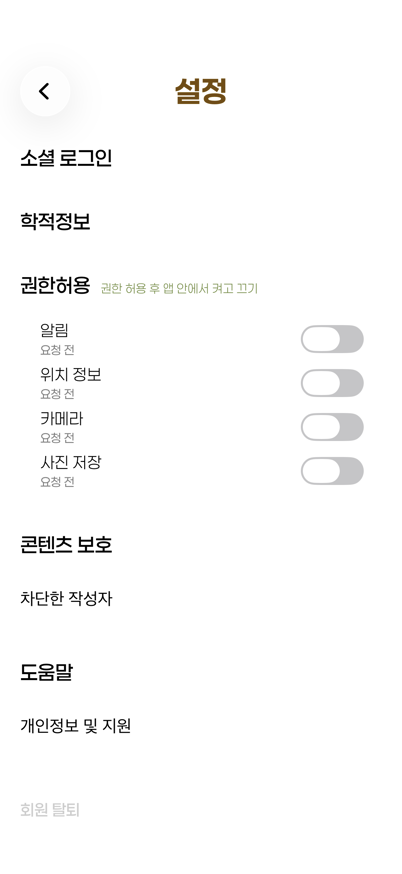 설정
소셜 로그인
학적정보
권한허용 권한 허용 후 앱 안에서 켜고 끄기
알림
요청 전
위치 정보
요청 전
카메라
요청 전
사진 저장
요청 전
콘텐츠 보호
차단한 작성자
도움말
개인정보 및 지원
회원 탈퇴